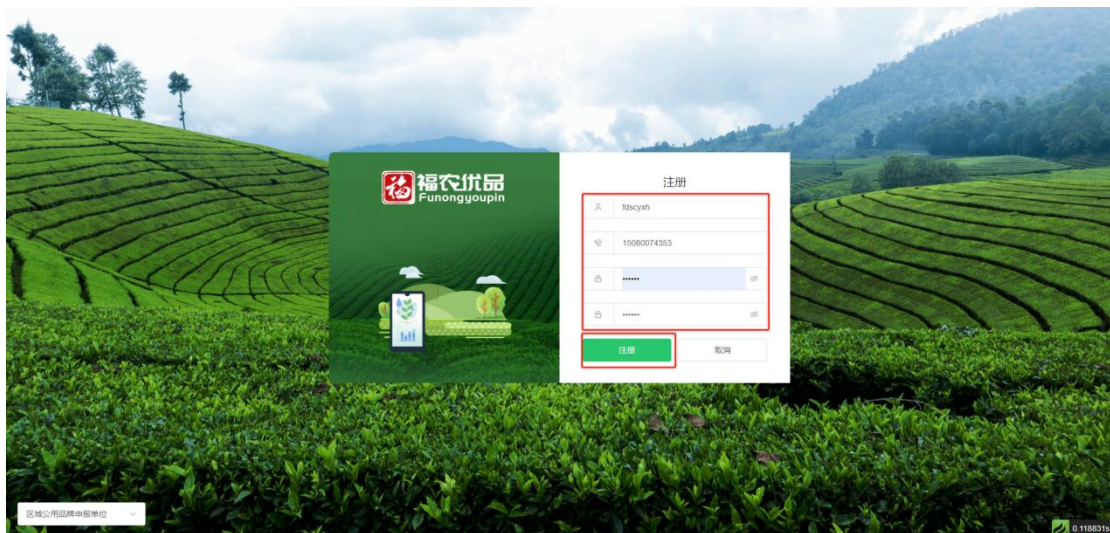 福农优品
Funongyoupin
注册
fdscyxh
15080074353
••••••
••••••
注册
取消
区域公用品牌申报单位
0.118831s